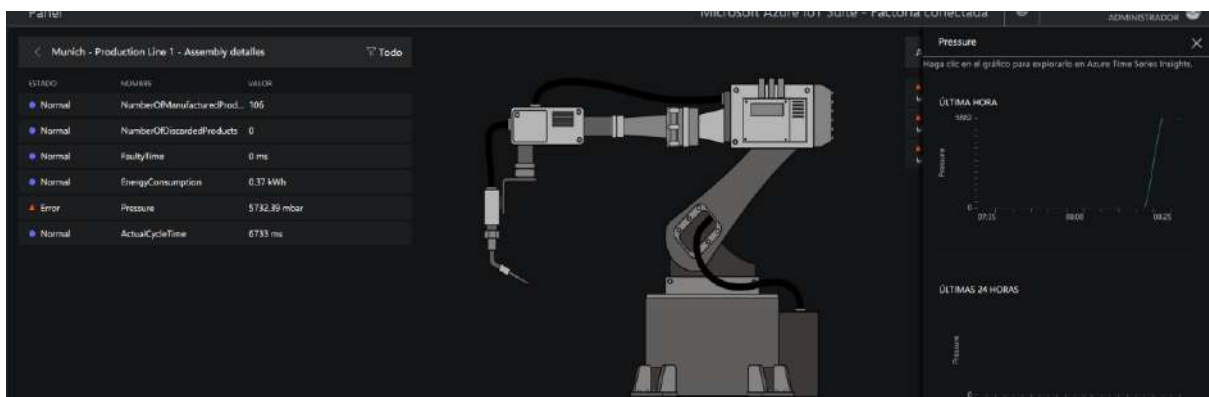 Panel
Microsoft Azure IoT Suite - Factoría conectada
ADMINISTRADOR
Munich - Production Line 1 - Assembly detalles
Todo
ESTADO NOMBRE VALOR
Normal NumberOfManufacturedProd... 106
Normal NumberOfDiscardedProducts 0
Normal FaultyTime 0 ms
Normal EnergyConsumption 0.37 kWh
Error Pressure 5732.39 mbar
Normal ActualCycleTime 6733 ms
Pressure
Haga clic en el gráfico para explorarlo en Azure Time Series Insights.
ÚLTIMA HORA
Pressure
0
08:00 08:25
ÚLTIMAS 24 HORAS
Pressure
0